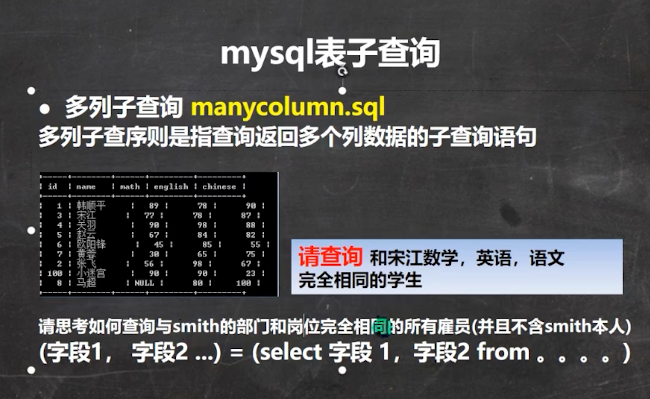 mysql表子查询
● 多列子查询 manycolumn.sql
多列子查序则是指查询返回多个列数据的子查询语句
| id | name | math | english | chinese |
| 1 | 韩顺平 | 89 | 78 | 90 |
| 3 | 宋江 | 77 | 78 | 87 |
| 4 | 关羽 | 90 | 98 | 88 |
| 5 | 赵云 | 67 | 84 | 82 |
| 6 | 欧阳锋 | 45 | 85 | 55 |
| 7 | 黄蓉 | 30 | 65 | 75 |
| 2 | 张飞 | 56 | 98 | 67 |
| 100 | 小迷宫 | 90 | 90 | 23 |
| 8 | 马超 | NULL | 80 | 100 |
请查询 和宋江数学，英语，语文
完全相同的学生
请思考如何查询与smith的部门和岗位完全相同的所有雇员(并且不含smith本人)
(字段1， 字段2 ...) = (select 字段 1，字段2 from 。。。。)